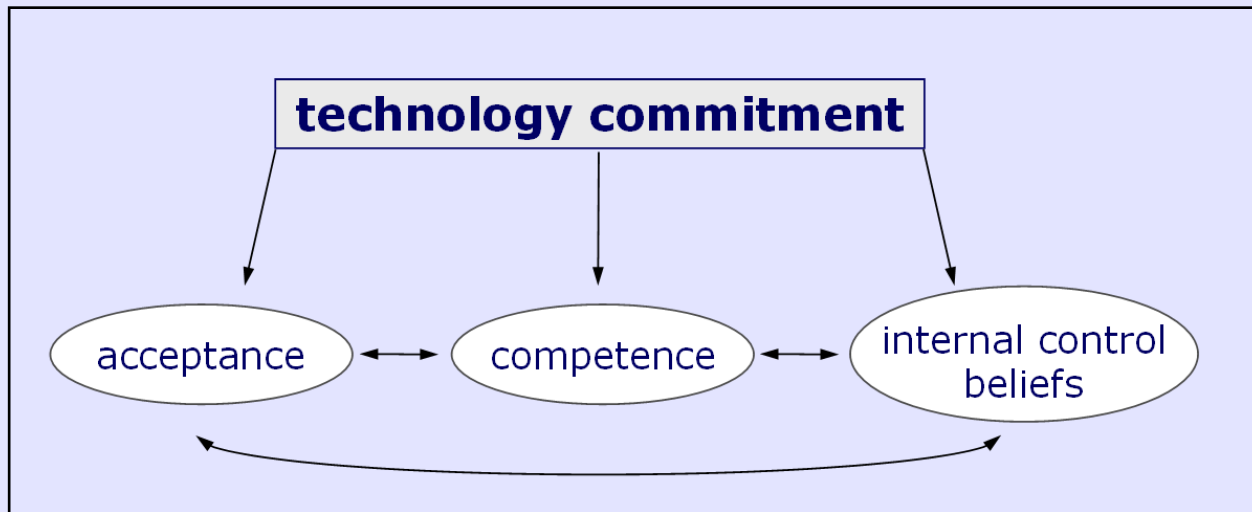 technology commitment
acceptance
competence
internal control
beliefs